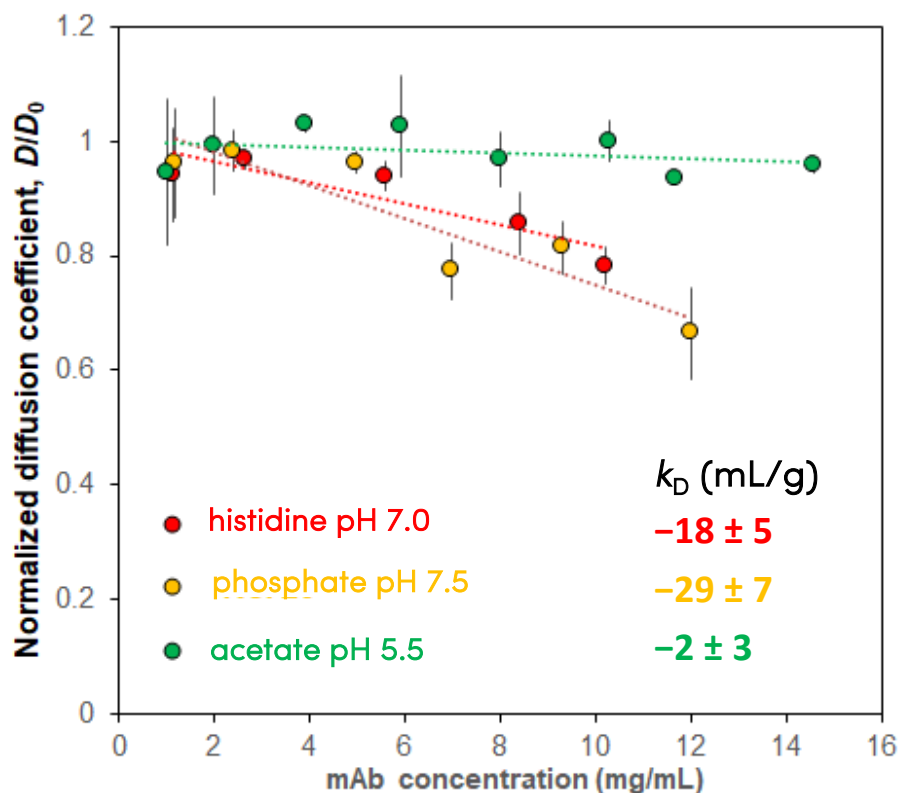 Normalized diffusion coefficient, D/D0
1.2
1
0.8
0.6
0.4
0.2
0
kD (mL/g)
histidine pH 7.0 −18 ± 5
phosphate pH 7.5 −29 ± 7
acetate pH 5.5 −2 ± 3
0 2 4 6 8 10 12 14 16
mAb concentration (mg/mL)